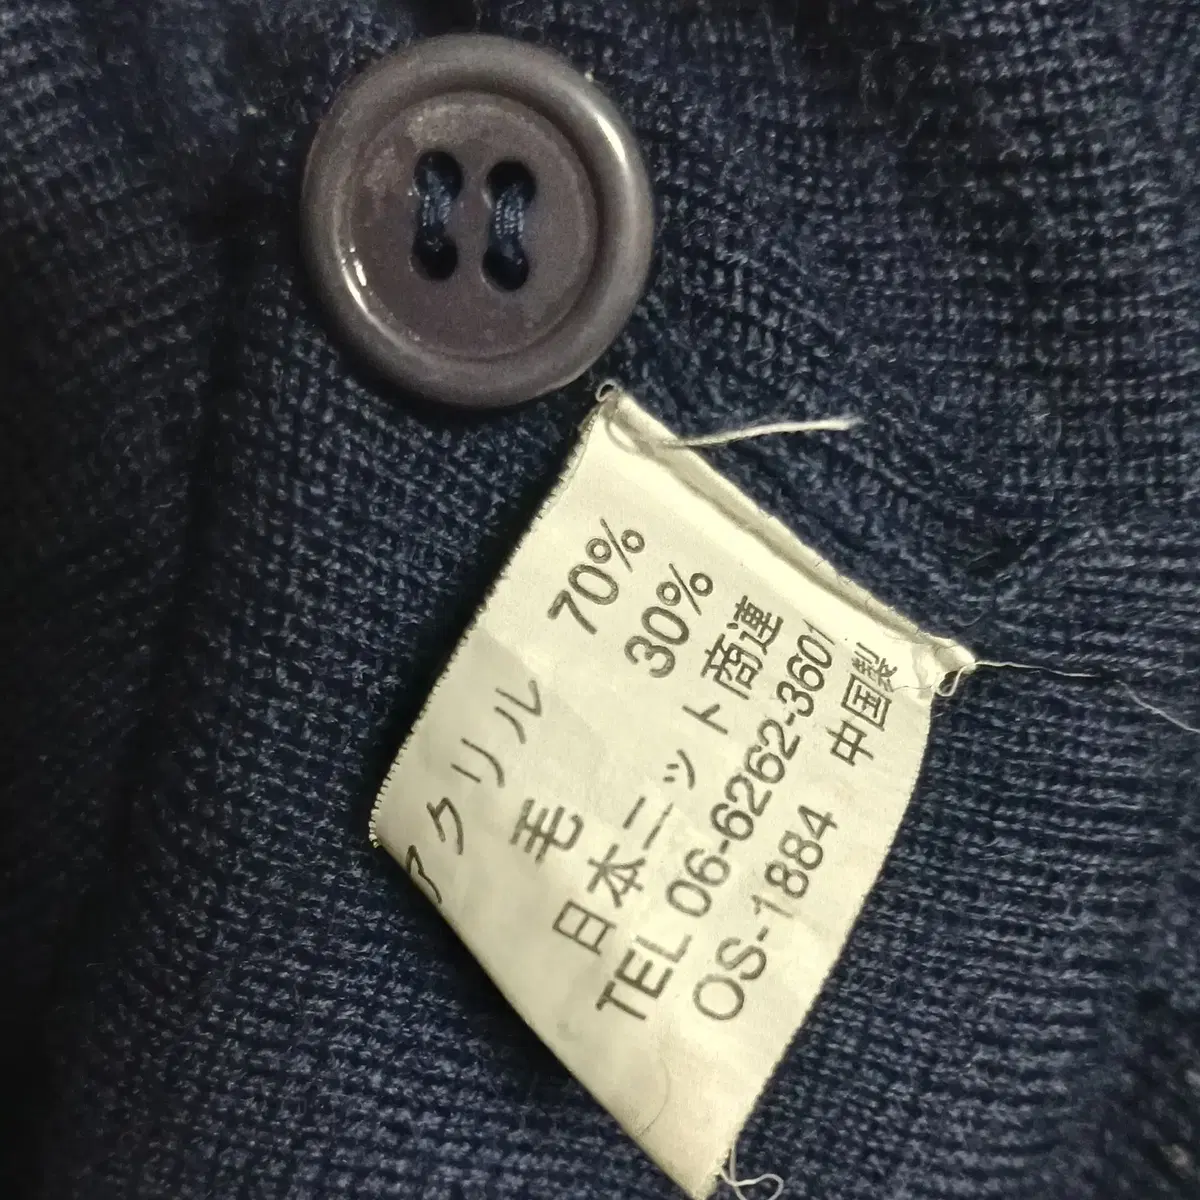 アクリル 70%
毛 30%
日本ニット商連
TEL 06-6262-3601
OS-1884 中国製